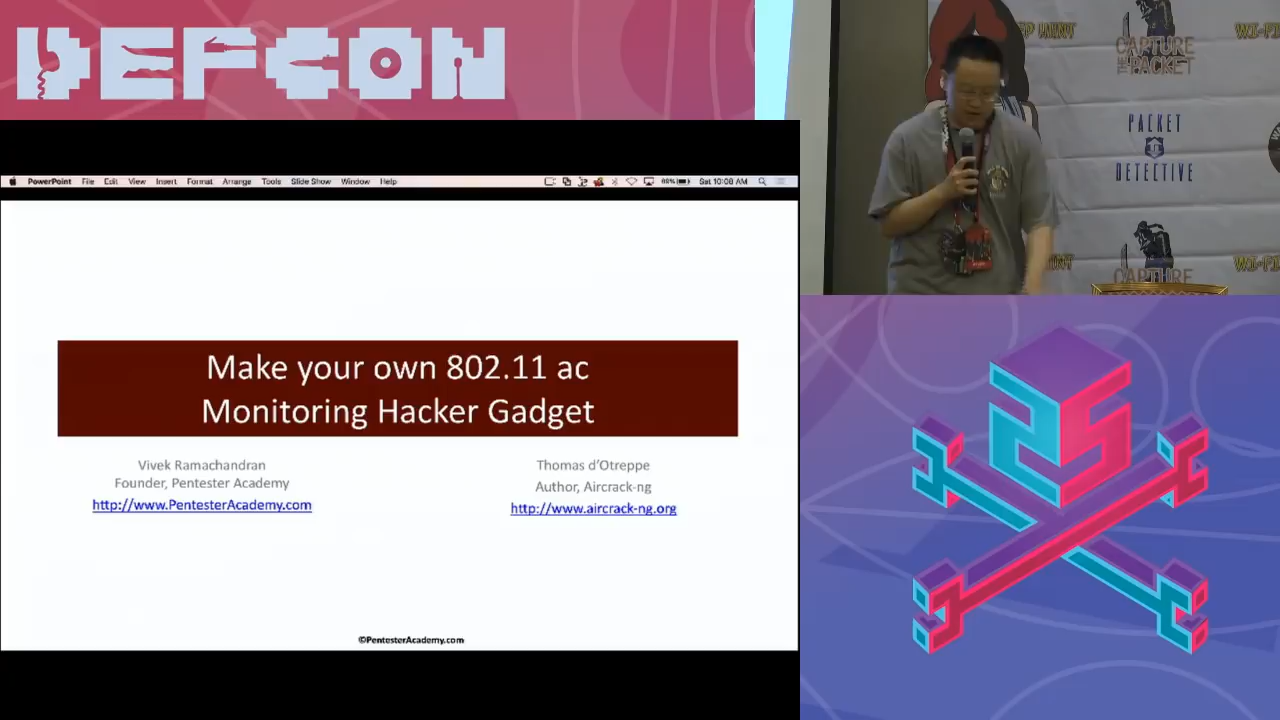 DEFCON
PowerPoint File Edit View Insert Format Arrange Tools Slide Show Window Help
Sat 10:08 AM
Make your own 802.11 ac
Monitoring Hacker Gadget
Vivek Ramachandran
Founder, Pentester Academy
http://www.PentesterAcademy.com
Thomas d'Otreppe
Author, Aircrack-ng
http://www.aircrack-ng.org
©PentesterAcademy.com
CAPTURE
THE
PACKET
PACKET
DETECTIVE
CAPTURE
25